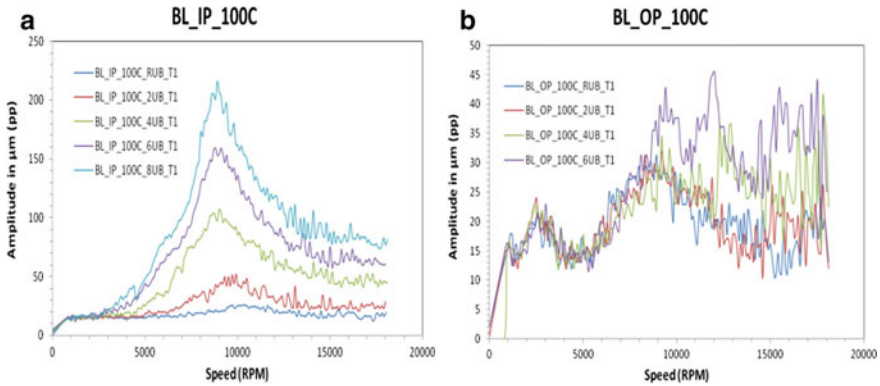 a
BL_IP_100C
Amplitude in µm (pp)
250
200
150
100
50
0
BL_IP_100C_RUB_T1
BL_IP_100C_2UB_T1
BL_IP_100C_4UB_T1
BL_IP_100C_6UB_T1
BL_IP_100C_8UB_T1
0 5000 10000 15000 20000
Speed (RPM)
b
BL_OP_100C
Amplitude in µm (pp)
50
45
40
35
30
25
20
15
10
5
0
BL_OP_100C_RUB_T1
BL_OP_100C_2UB_T1
BL_OP_100C_4UB_T1
BL_OP_100C_6UB_T1
0 5000 10000 15000 20000
Speed (RPM)